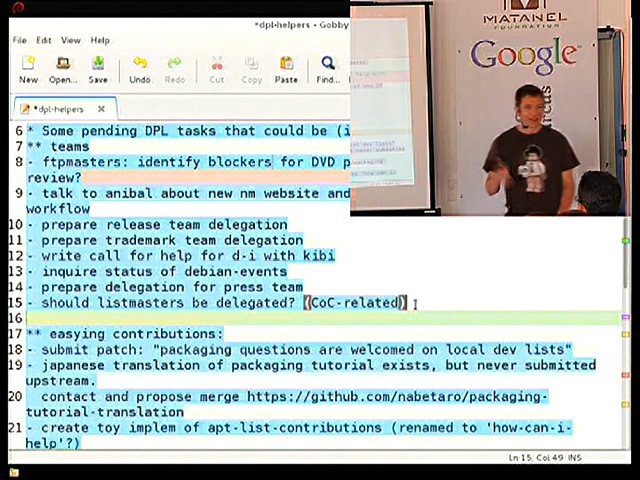 *dpl-helpers - Gobby
File Edit View Help
New Open... Save Undo Redo Cut Copy Paste Find...
*dpl-helpers
6 * Some pending DPL tasks that could be (i
7 ** teams
8 - ftpmasters: identify blockers for DVD p
review?
9 - talk to anibal about new nm website and
workflow
10 - prepare release team delegation
11 - prepare trademark team delegation
12 - write call for help for d-i with kibi
13 - inquire status of debian-events
14 - prepare delegation for press team
15 - should listmasters be delegated? (CoC-related)
16
17 ** easying contributions:
18 - submit patch: "packaging questions are welcomed on local dev lists"
19 - japanese translation of packaging tutorial exists, but never submitted
upstream.
20 contact and propose merge https://github.com/nabetaro/packaging-
tutorial-translation
21 - create toy implem of apt-list-contributions (renamed to 'how-can-i-
help'?)
Ln 15, Col 49 INS
MATANEL
FOUNDATION
Google